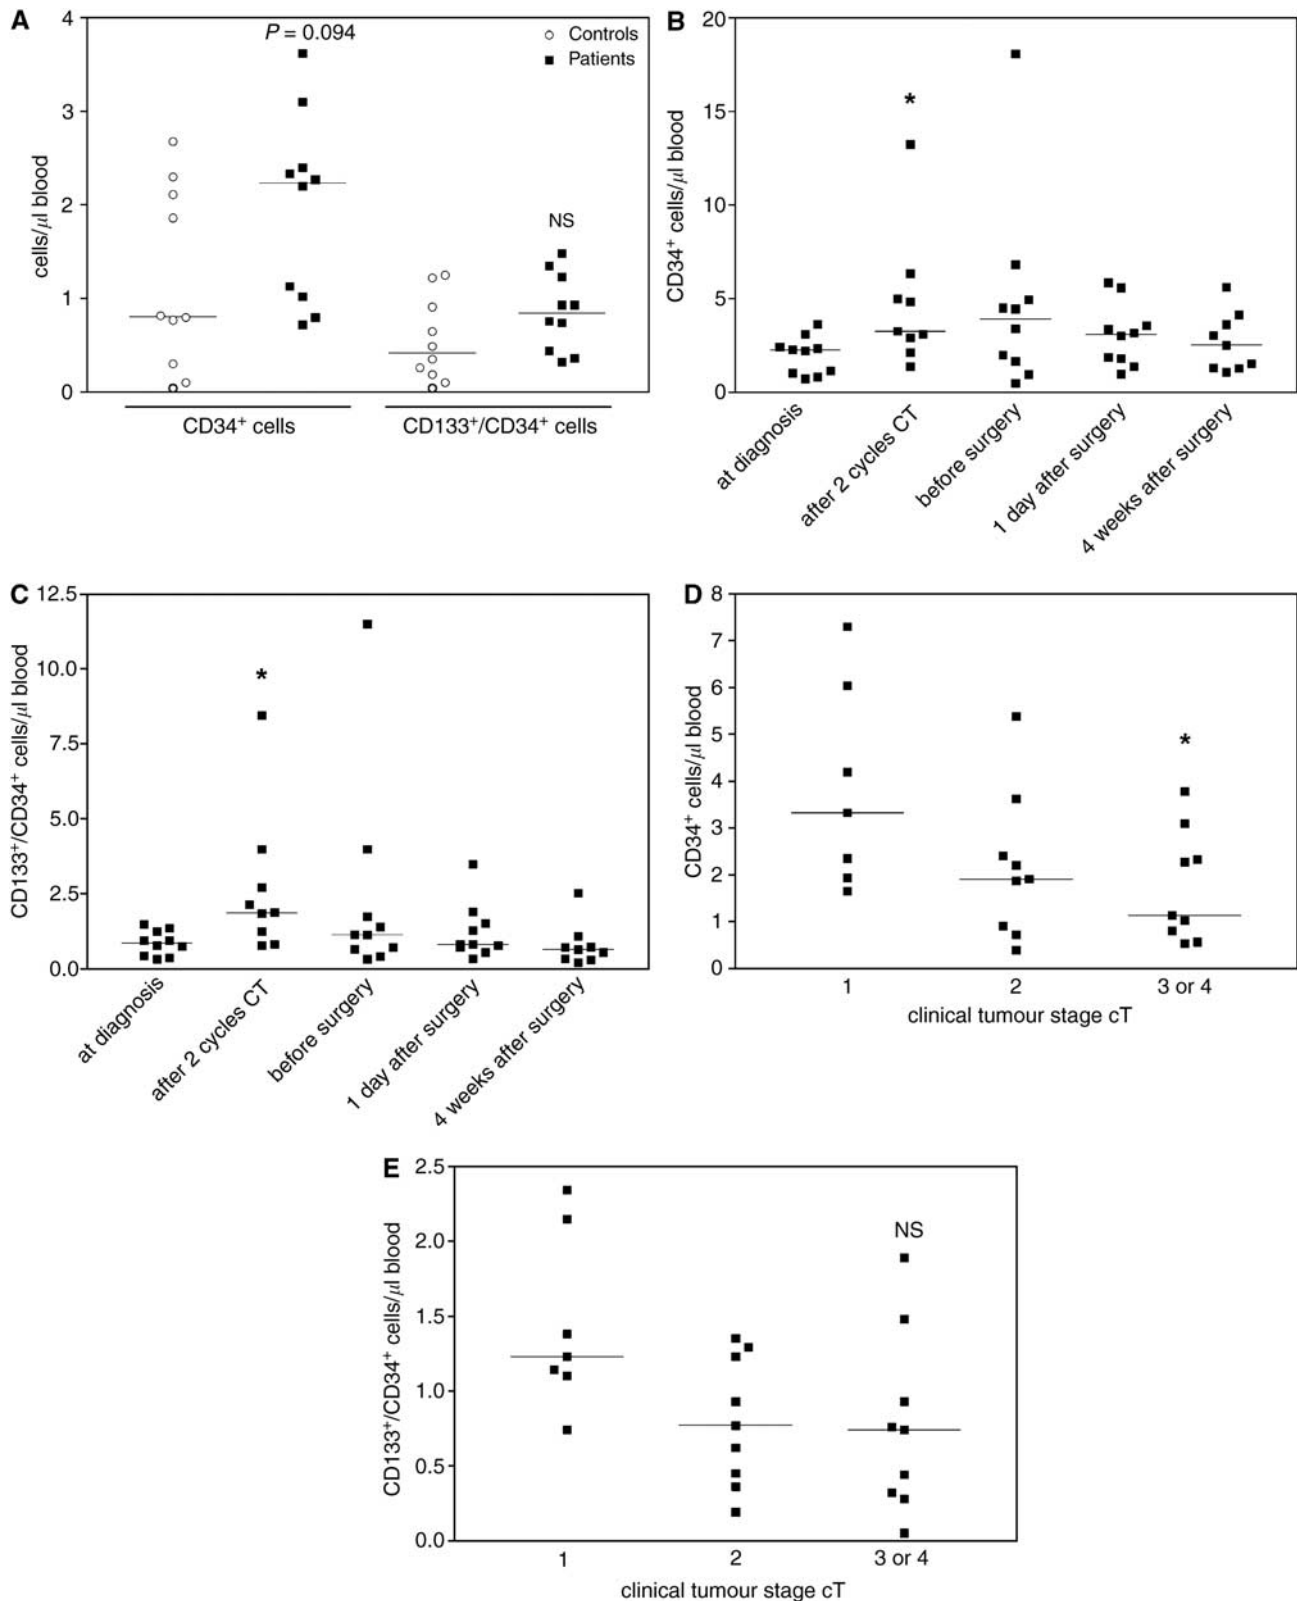 A
4
3
2
1
0
cells/µl blood
P = 0.094
Controls
Patients
NS
CD34⁺ cells
CD133⁺/CD34⁺ cells
B
20
15
10
5
0
CD34⁺ cells/µl blood
*
at diagnosis
after 2 cycles CT
before surgery
1 day after surgery
4 weeks after surgery
C
12.5
10.0
7.5
5.0
2.5
0.0
CD133⁺/CD34⁺ cells/µl blood
*
at diagnosis
after 2 cycles CT
before surgery
1 day after surgery
4 weeks after surgery
D
8
7
6
5
4
3
2
1
0
CD34⁺ cells/µl blood
*
1
2
3 or 4
clinical tumour stage cT
E
2.5
2.0
1.5
1.0
0.5
0.0
CD133⁺/CD34⁺ cells/µl blood
NS
1
2
3 or 4
clinical tumour stage cT